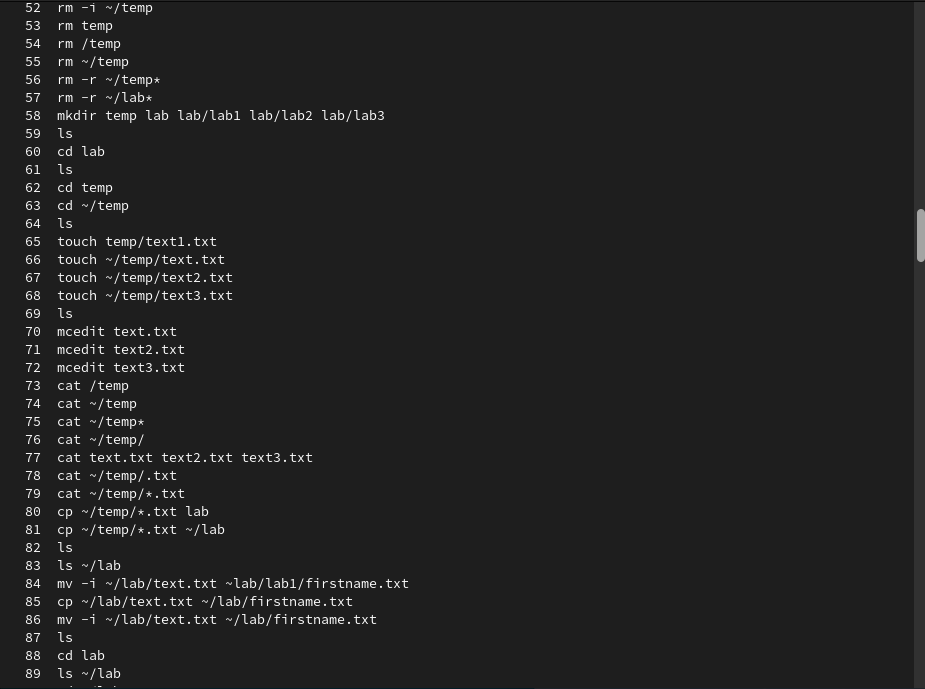 52 rm -i ~/temp
53 rm temp
54 rm /temp
55 rm ~/temp
56 rm -r ~/temp*
57 rm -r ~/lab*
58 mkdir temp lab lab/lab1 lab/lab2 lab/lab3
59 ls
60 cd lab
61 ls
62 cd temp
63 cd ~/temp
64 ls
65 touch temp/text1.txt
66 touch ~/temp/text.txt
67 touch ~/temp/text2.txt
68 touch ~/temp/text3.txt
69 ls
70 mcedit text.txt
71 mcedit text2.txt
72 mcedit text3.txt
73 cat /temp
74 cat ~/temp
75 cat ~/temp*
76 cat ~/temp/
77 cat text.txt text2.txt text3.txt
78 cat ~/temp/.txt
79 cat ~/temp/*.txt
80 cp ~/temp/*.txt lab
81 cp ~/temp/*.txt ~/lab
82 ls
83 ls ~/lab
84 mv -i ~/lab/text.txt ~lab/lab1/firstname.txt
85 cp ~/lab/text.txt ~/lab/firstname.txt
86 mv -i ~/lab/text.txt ~/lab/firstname.txt
87 ls
88 cd lab
89 ls ~/lab